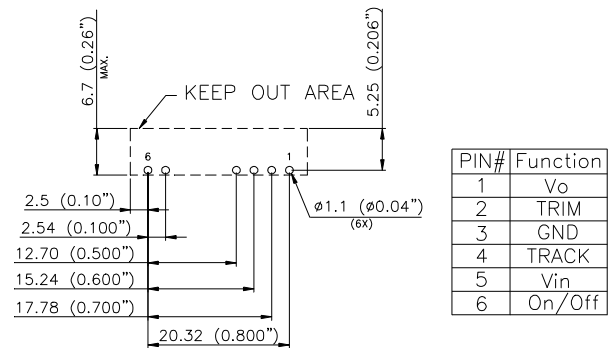 6.7 (0.26”)
MAX.
5.25 (0.206”)
KEEP OUT AREA
6
1
2.5 (0.10”)
ø1.1 (ø0.04”)
(6X)
2.54 (0.100”)
12.70 (0.500”)
15.24 (0.600”)
17.78 (0.700”)
20.32 (0.800”)
PIN# Function
1 Vo
2 TRIM
3 GND
4 TRACK
5 Vin
6 On/Off